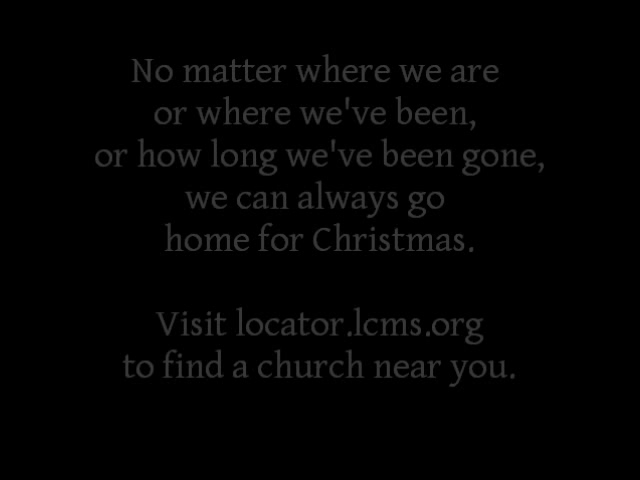 No matter where we are
or where we've been,
or how long we've been gone,
we can always go
home for Christmas.
Visit locator.lcms.org
to find a church near you.